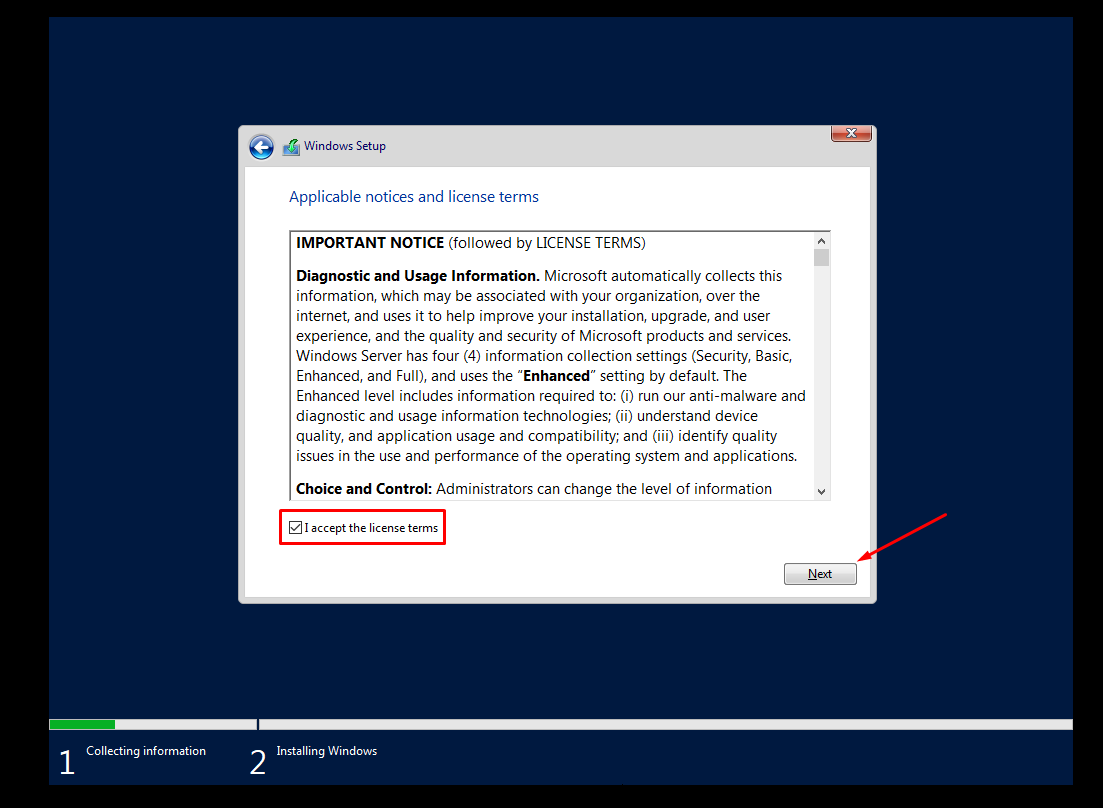 Windows Setup
Applicable notices and license terms
IMPORTANT NOTICE (followed by LICENSE TERMS)
Diagnostic and Usage Information. Microsoft automatically collects this
information, which may be associated with your organization, over the
internet, and uses it to help improve your installation, upgrade, and user
experience, and the quality and security of Microsoft products and services.
Windows Server has four (4) information collection settings (Security, Basic,
Enhanced, and Full), and uses the “Enhanced” setting by default. The
Enhanced level includes information required to: (i) run our anti-malware and
diagnostic and usage information technologies; (ii) understand device
quality, and application usage and compatibility; and (iii) identify quality
issues in the use and performance of the operating system and applications.
Choice and Control: Administrators can change the level of information
I accept the license terms
Next
1 Collecting information
2 Installing Windows